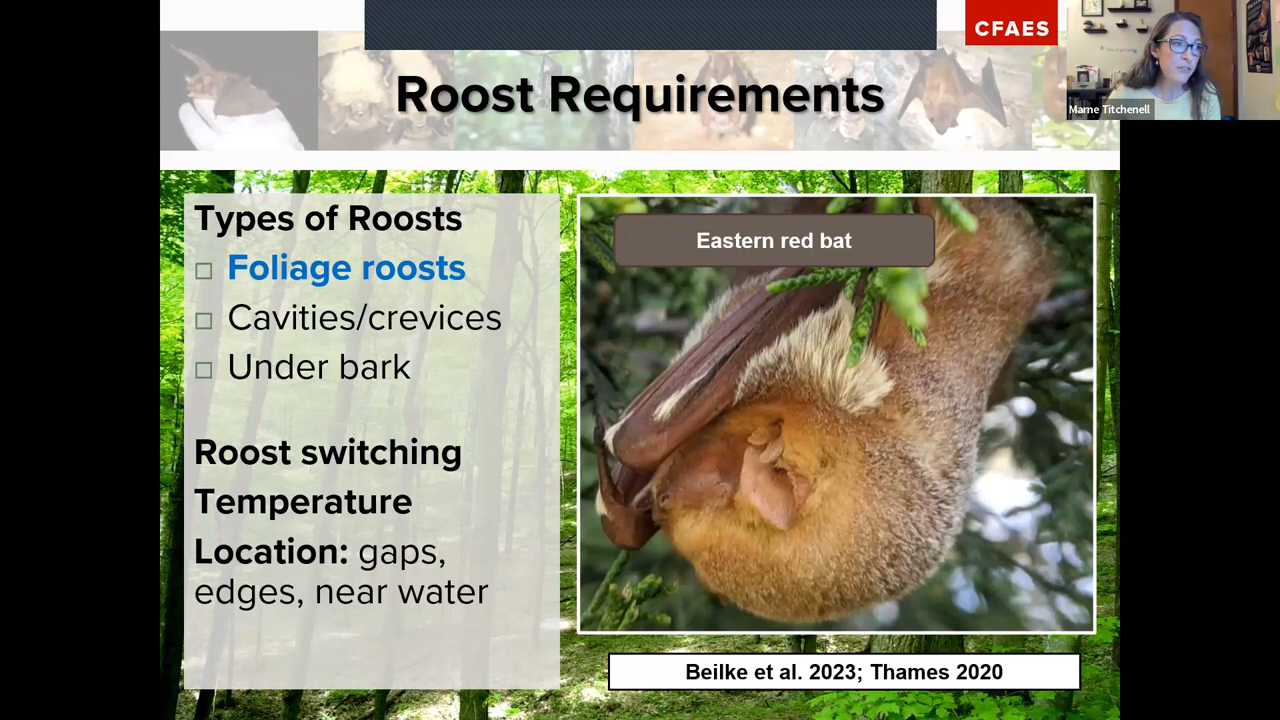 CFAES
Marne Titchenell
Roost Requirements
Types of Roosts
Foliage roosts
Cavities/crevices
Under bark
Roost switching
Temperature
Location: gaps,
edges, near water
Eastern red bat
Beilke et al. 2023; Thames 2020